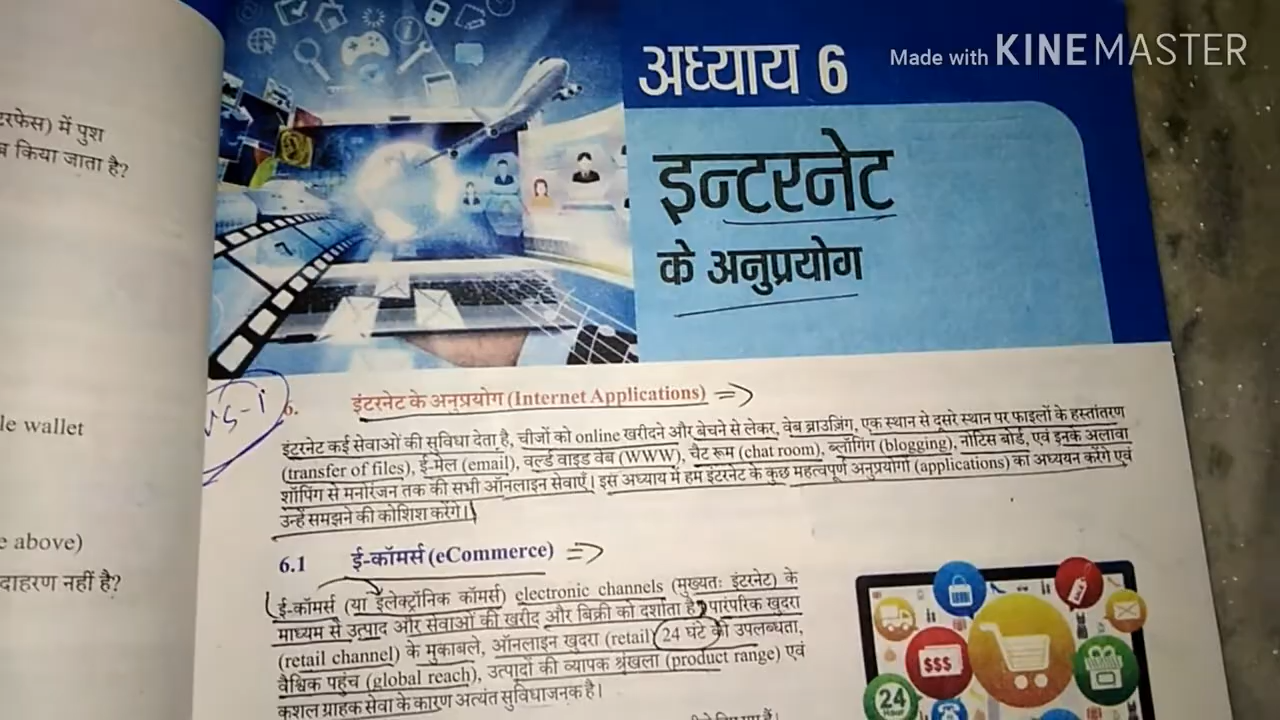 Made with KINEMASTER
अध्याय 6
इन्टरनेट
के अनुप्रयोग
में पुश
किया जाता है?
le wallet
e above)
दाहरण नहीं है?
6. इंटरनेट के अनुप्रयोग (Internet Applications)
इंटरनेट कई सेवाओं की सुविधा देता है, चीजों को online खरीदने और बेचने से लेकर, वेब ब्राउज़िंग, एक स्थान से दूसरे स्थान पर फाइलों के हस्तांतरण
(transfer of files), ई-मेल (email), वर्ल्ड वाइड वेब (WWW), चैट रूम (chat room), ब्लॉगिंग (blogging), नोटिस बोर्ड, एवं इनके अलावा
शॉपिंग से मनोरंजन तक की सभी ऑनलाइन सेवाएँ। इस अध्याय में हम इंटरनेट के कुछ महत्वपूर्ण अनुप्रयोगों (applications) का अध्ययन करेंगे एवं
उन्हें समझने की कोशिश करेंगे।
6.1 ई-कॉमर्स (eCommerce)
ई-कॉमर्स (या इलेक्ट्रॉनिक कॉमर्स) electronic channels (मुख्यतः इंटरनेट) के
माध्यम से उत्पाद और सेवाओं की खरीद और बिक्री को दर्शाता है। पारंपरिक खुदरा
(retail channel) के मुकाबले, ऑनलाइन खुदरा (retail) 24 घंटे की उपलब्धता,
वैश्विक पहुंच (global reach), उत्पादों की व्यापक श्रृंखला (product range) एवं
कुशल ग्राहक सेवा के कारण अत्यंत सुविधाजनक है।
$$$
24
Hour
SALE